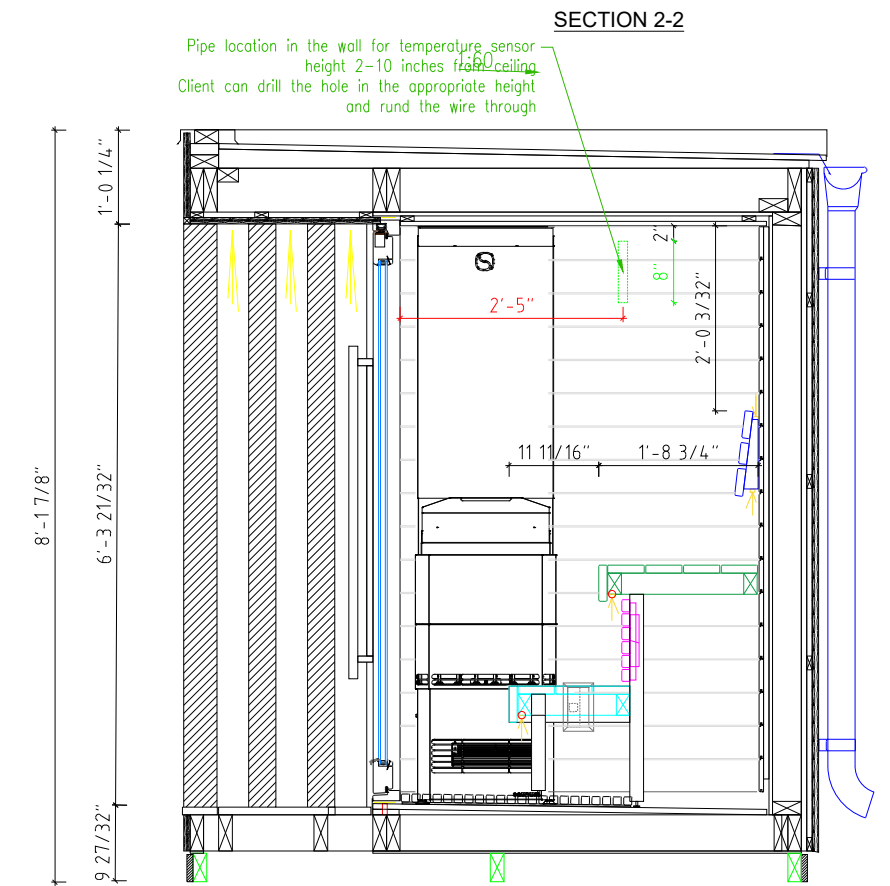 SECTION 2-2
Pipe location in the wall for temperature sensor
height 2-10 inches from ceiling
1:60
Client can drill the hole in the appropriate height
and rund the wire through
1'-0 1/4"
2"
8"
2'-5"
2'-0 3/32"
11 11/16"
1'-8 3/4"
8'-1 7/8"
6'-3 21/32"
9 27/32"